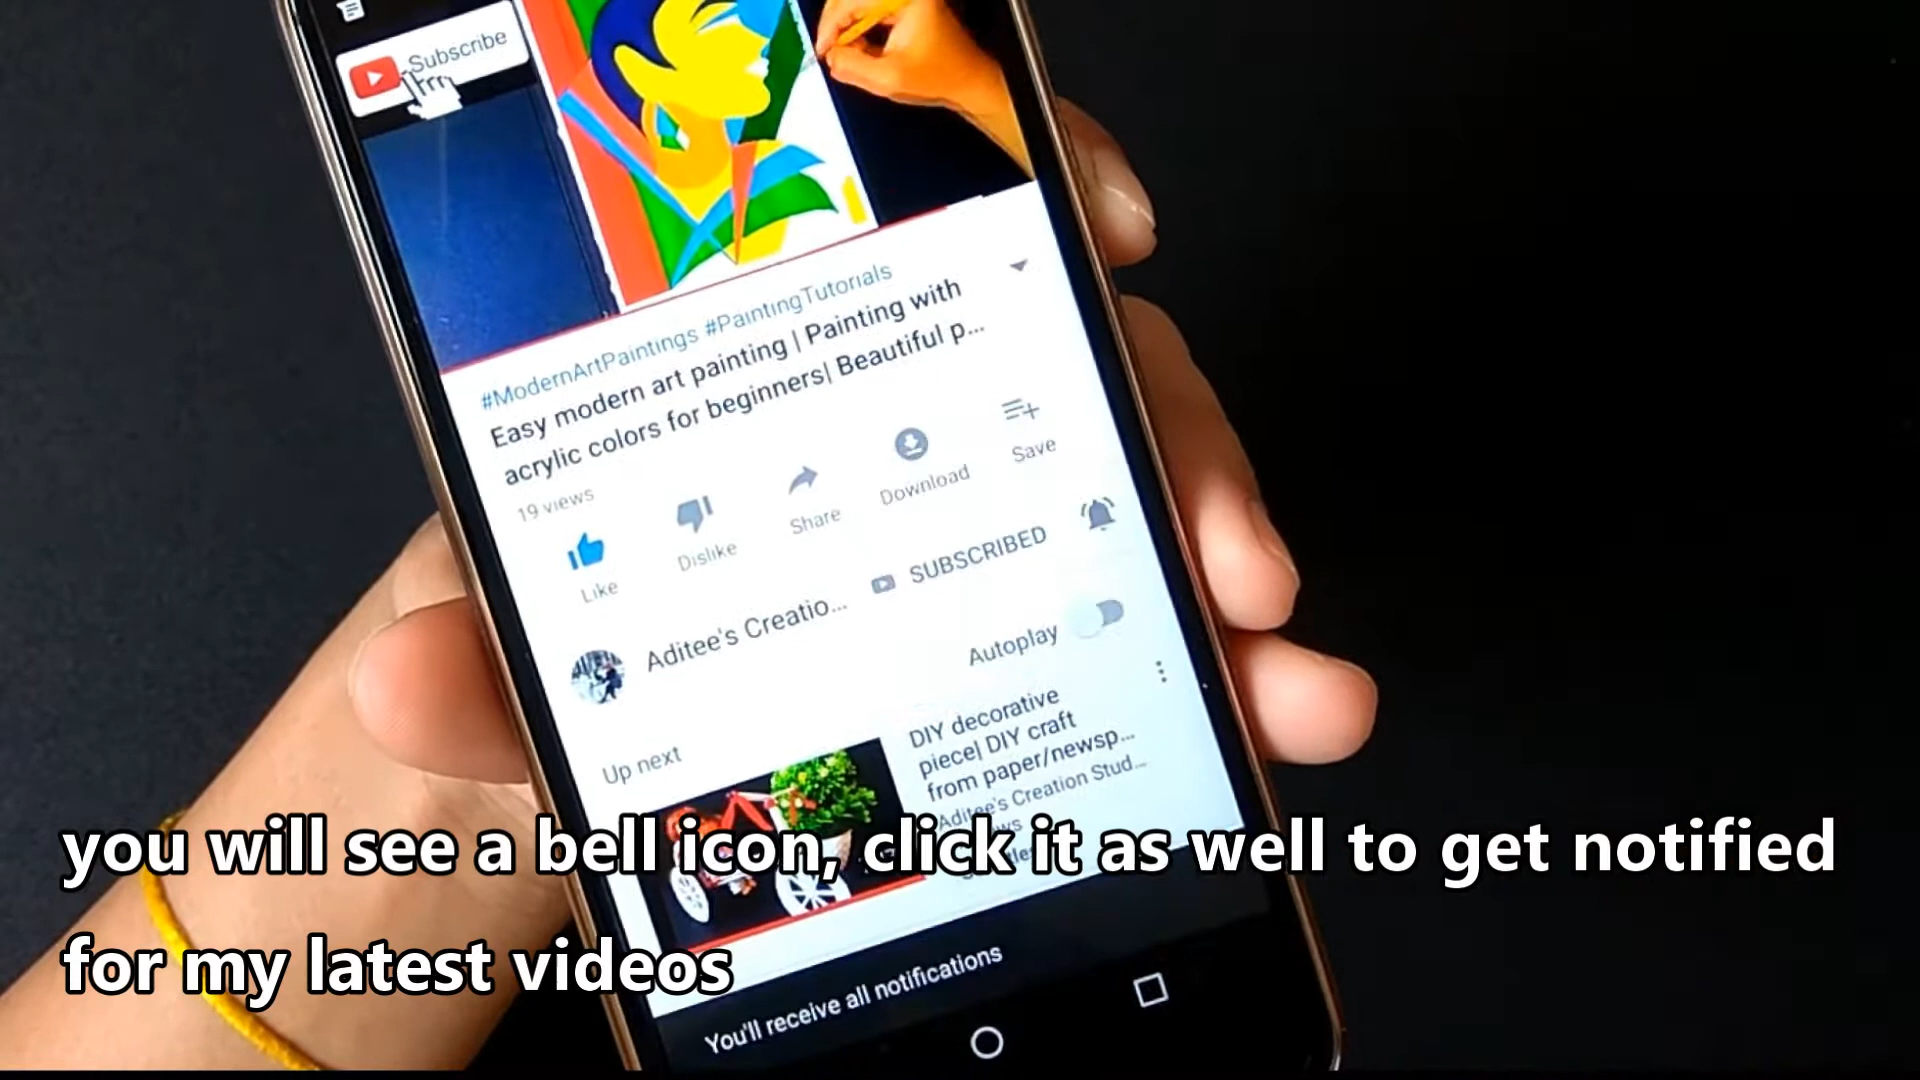 Subscribe
#ModernArtPaintings #PaintingTutorials
Easy modern art painting | Painting with
acrylic colors for beginners| Beautiful p...
19 views
Like
Dislike
Share
Download
Save
Aditee's Creatio...
SUBSCRIBED
Autoplay
Up next
DIY decorative
piece| DIY craft
from paper/newsp...
Aditee's Creation Stud...
you will see a bell icon, click it as well to get notified
for my latest videos
You'll receive all notifications